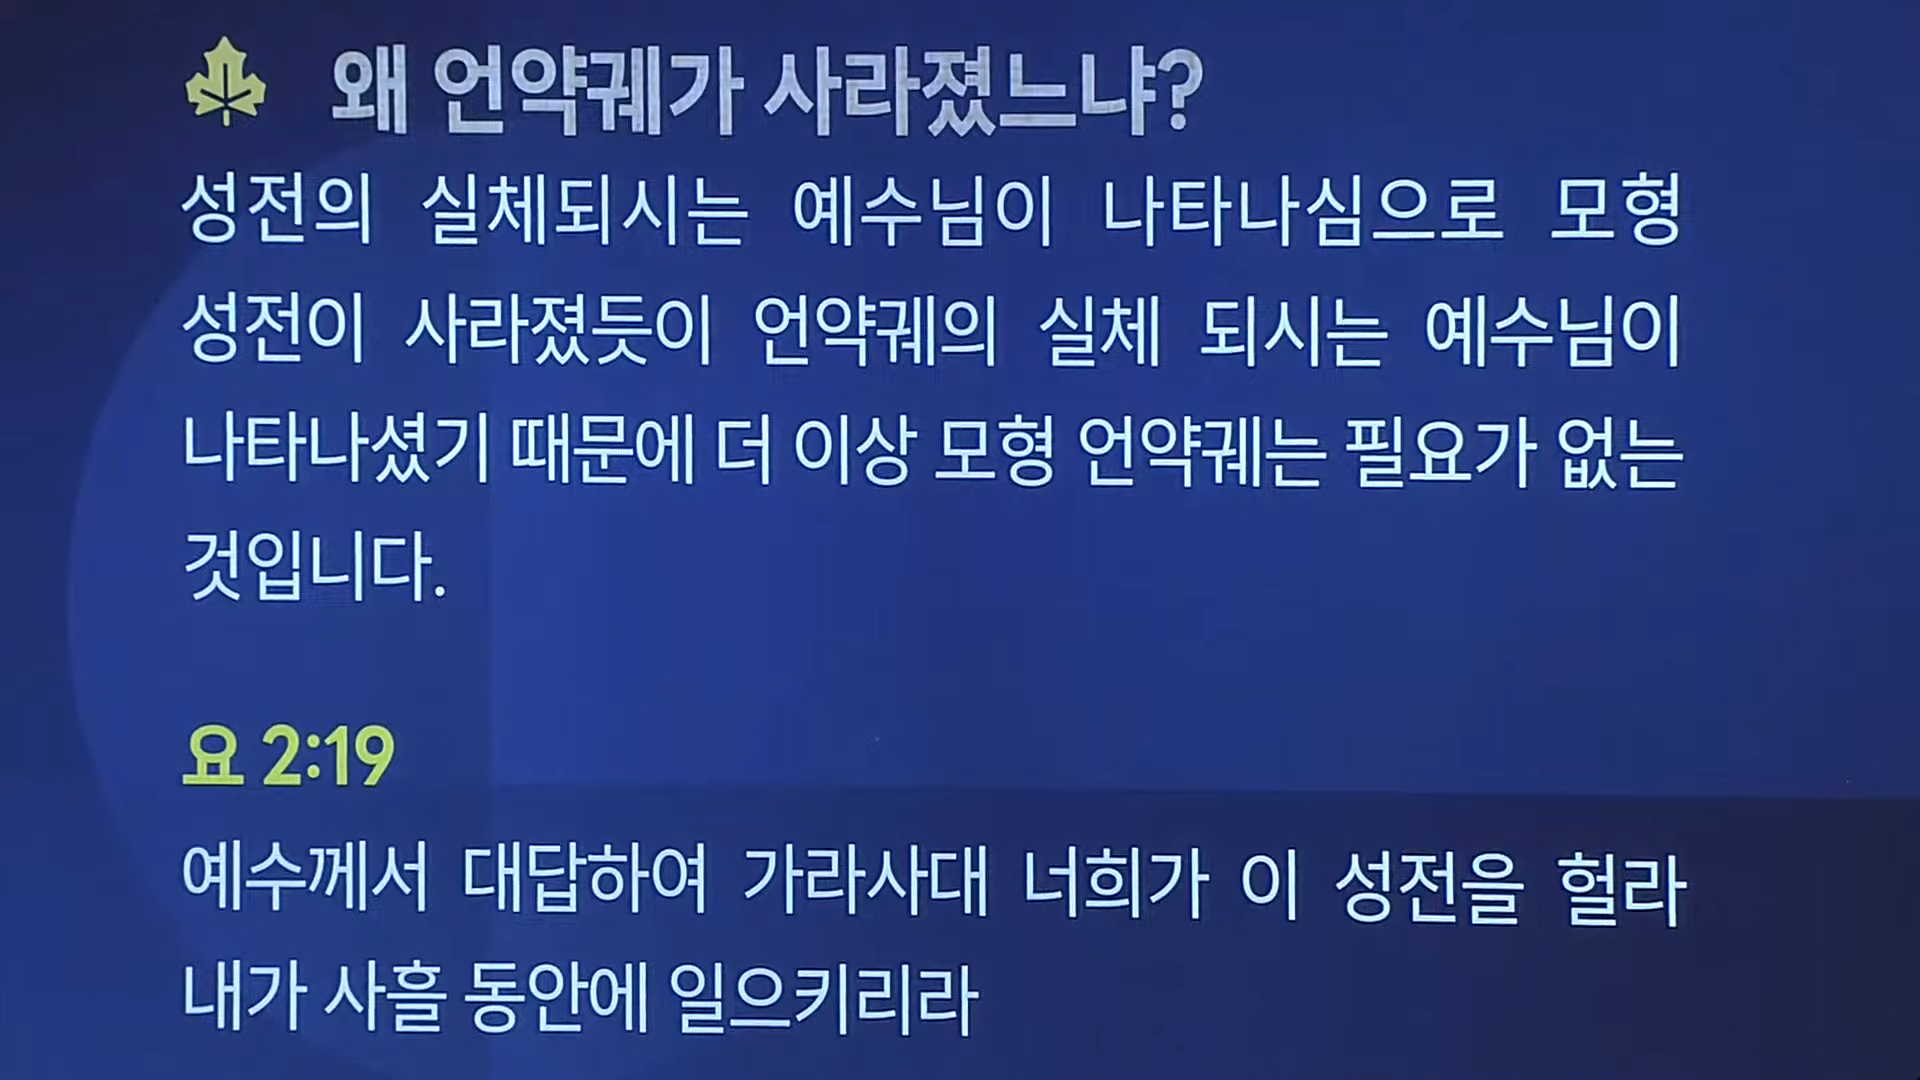 왜 언약궤가 사라졌느냐?
성전의 실체되시는 예수님이 나타나심으로 모형
성전이 사라졌듯이 언약궤의 실체 되시는 예수님이
나타나셨기 때문에 더 이상 모형 언약궤는 필요가 없는
것입니다.
요 2:19
예수께서 대답하여 가라사대 너희가 이 성전을 헐라
내가 사흘 동안에 일으키리라